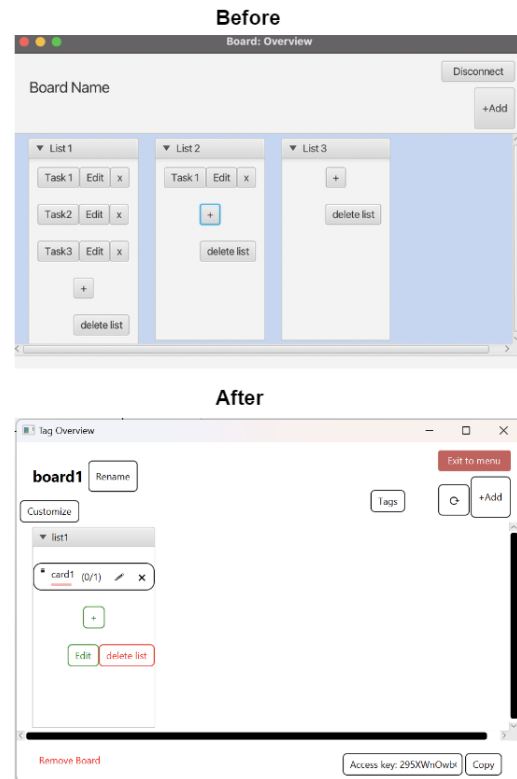 Before
Board: Overview
Disconnect
Board Name
+Add
List 1 List 2 List 3
Task 1 Edit x Task 1 Edit x +
Task2 Edit x + delete list
Task3 Edit x delete list
+
delete list
After
Tag Overview
Exit to menu
board1 Rename
Tags +Add
Customize
list1
card1 (0/1)
+
Edit delete list
Remove Board
Access key: 295XWnOwb Copy